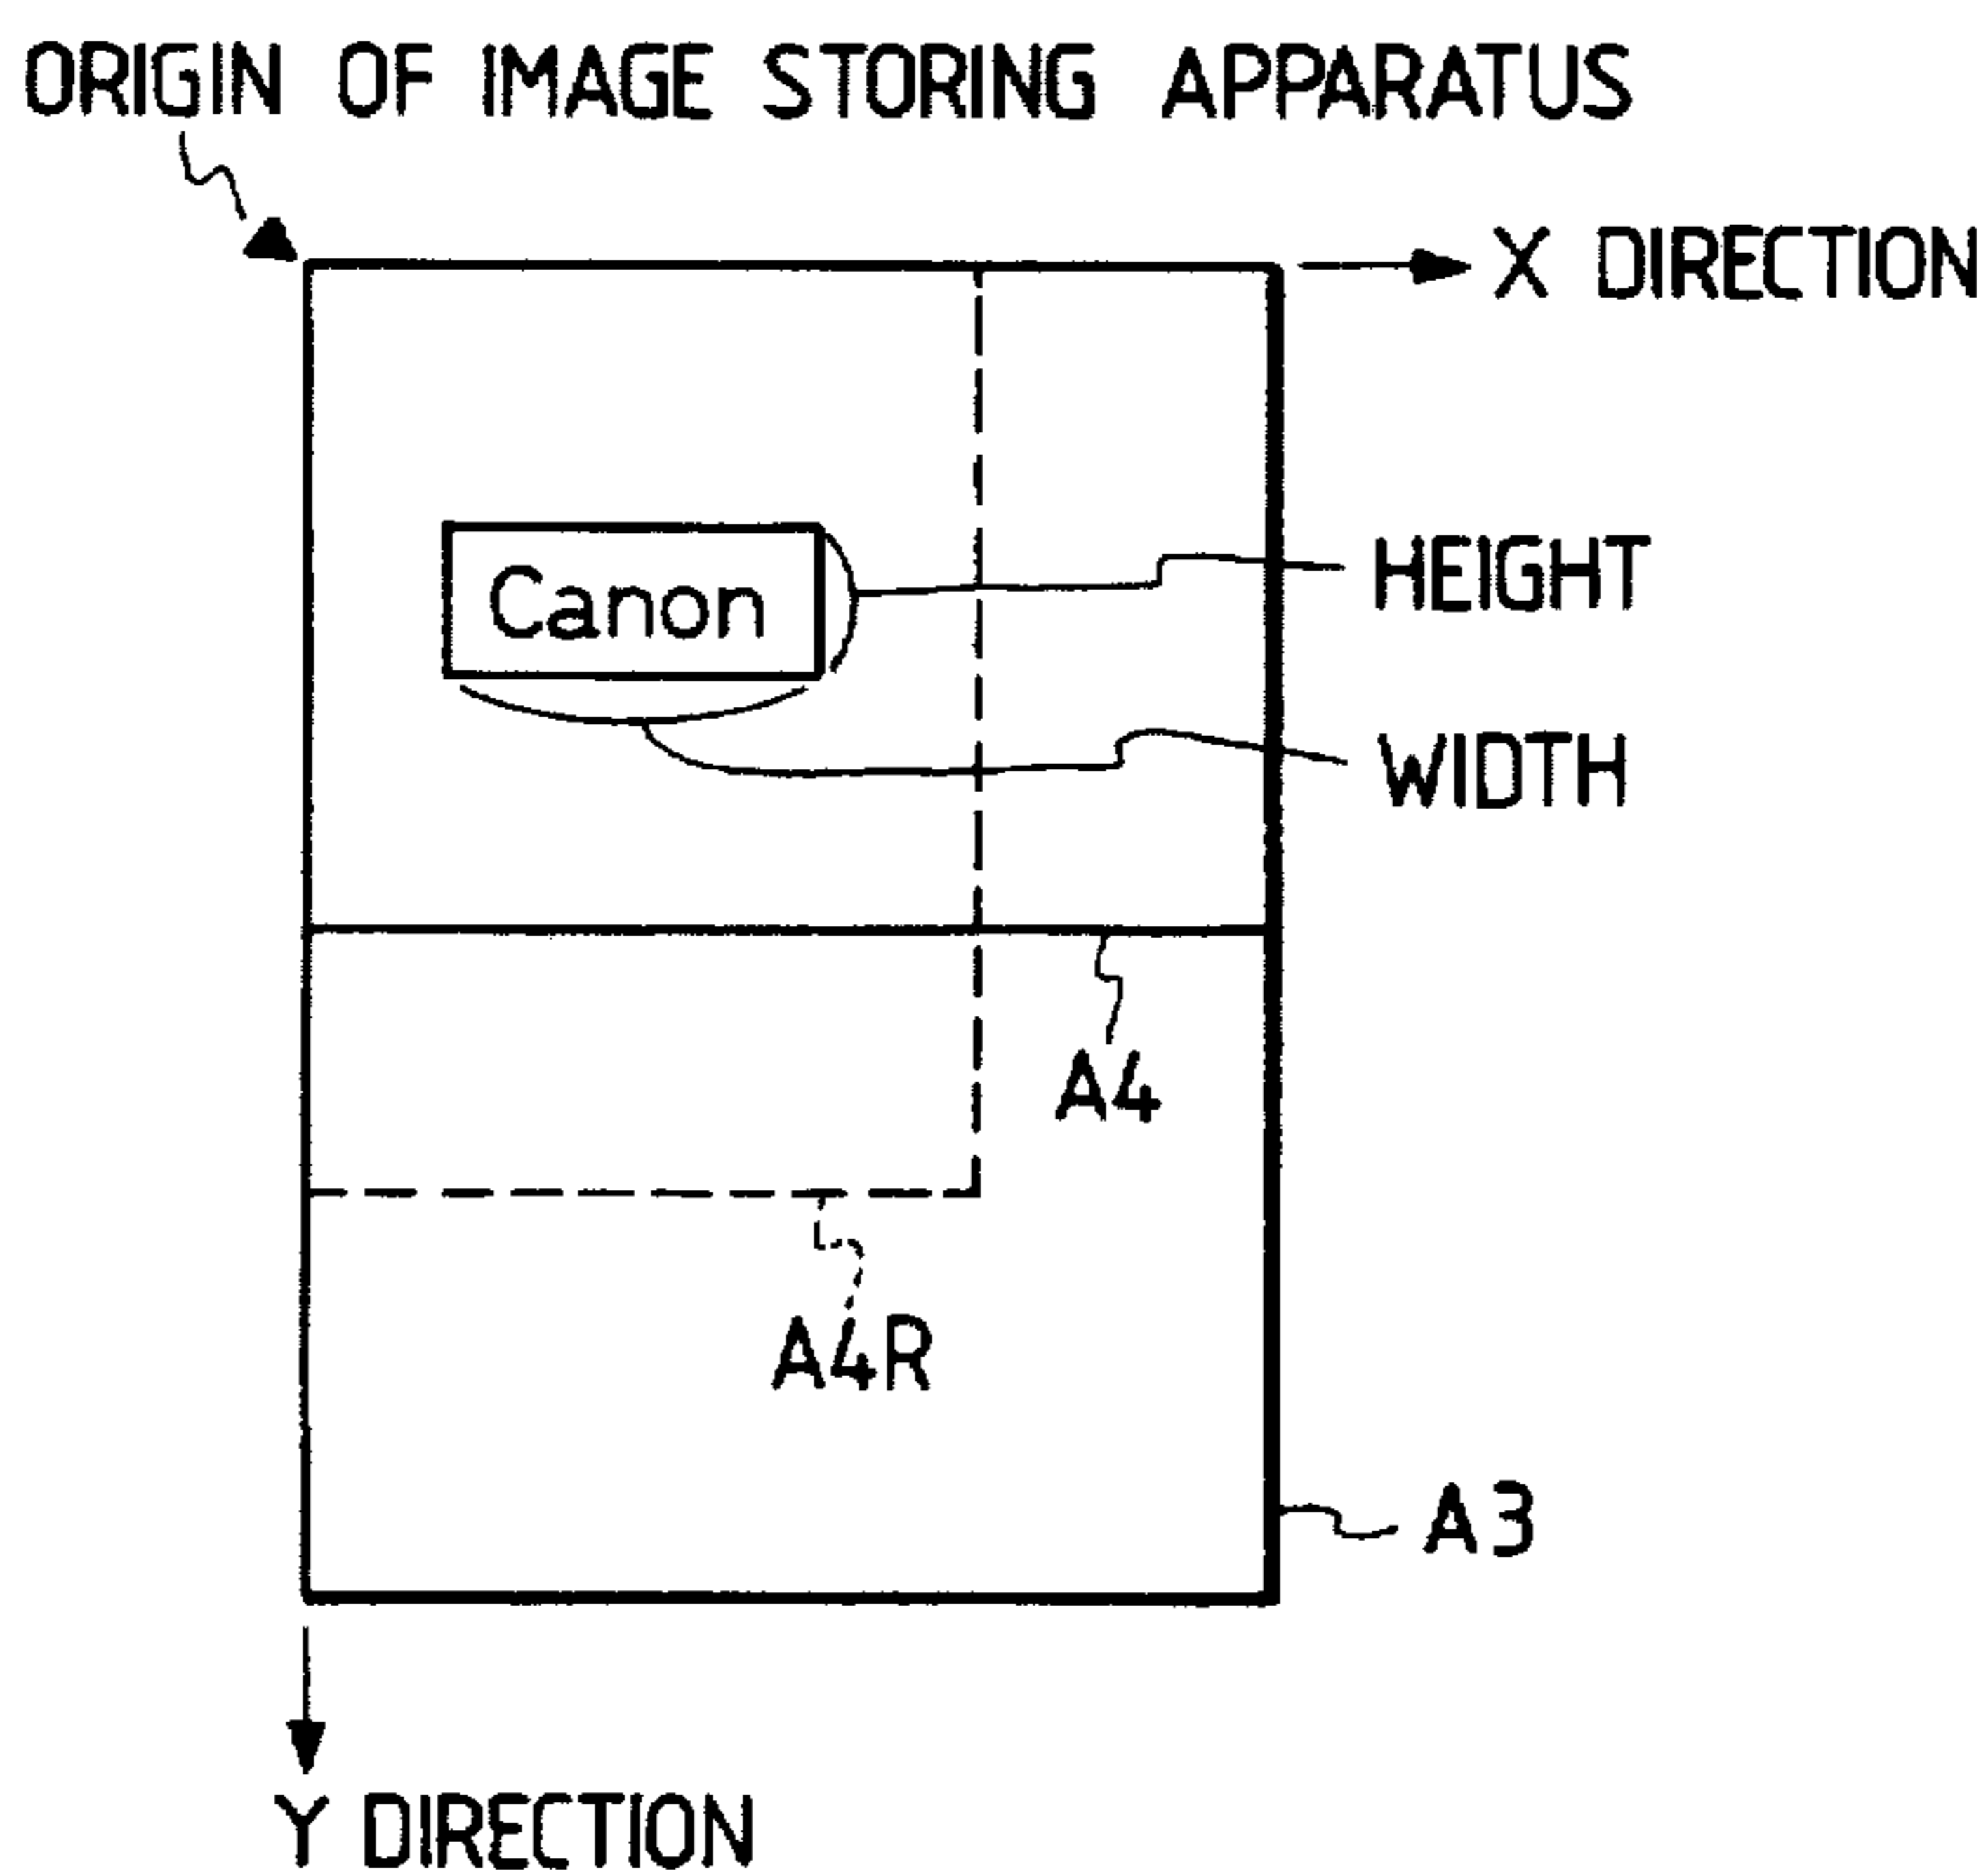 ORIGIN OF IMAGE STORING APPARATUS
X DIRECTION
HEIGHT
Canon
WIDTH
A4
A4R
A3
Y DIRECTION